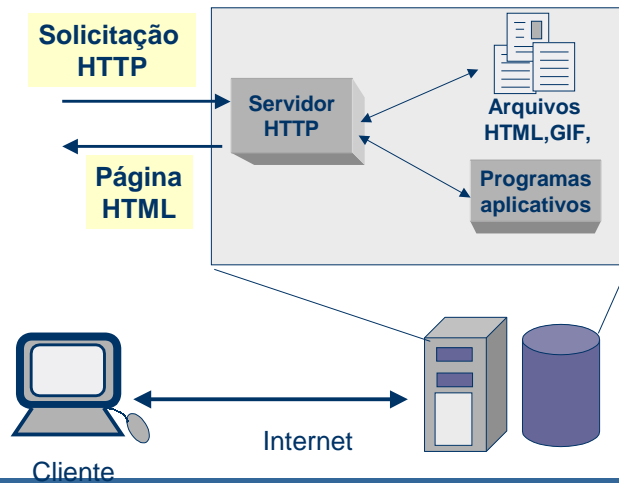 Solicitação
HTTP
Servidor
HTTP
Arquivos
HTML,GIF,
Página
HTML
Programas
aplicativos
Internet
Cliente